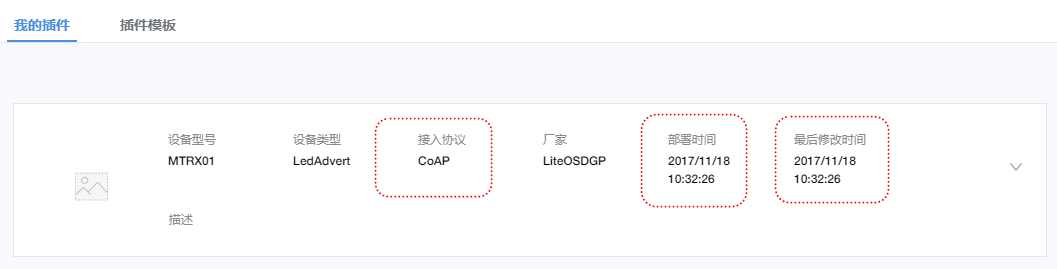 我的插件
插件模板
设备型号
设备类型
接入协议
厂家
部署时间
最后修改时间
MTRX01
LedAdvert
CoAP
LiteOSDGP
2017/11/18
2017/11/18
10:32:26
10:32:26
描述